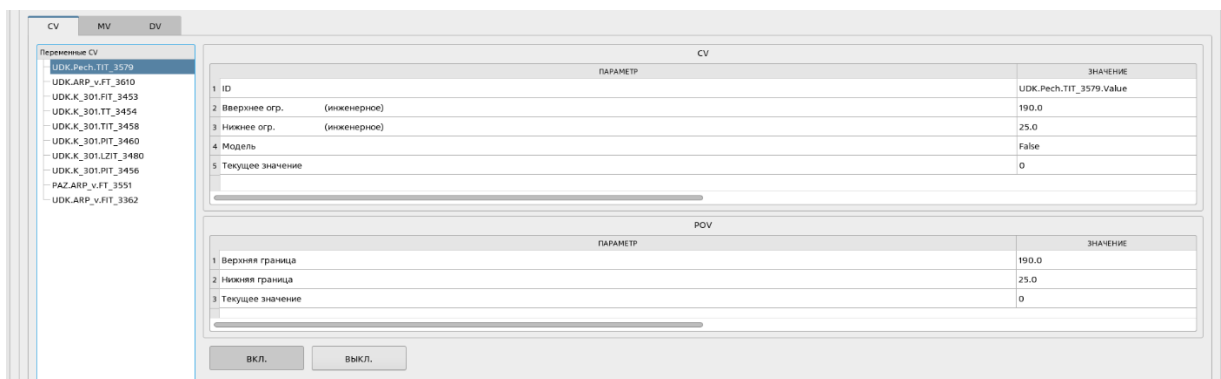 CV MV DV
Переменные CV
UDK.Pech.TIT_3579
UDK.ARP_v.FT_3610
UDK.K_301.FIT_3453
UDK.K_301.TT_3454
UDK.K_301.TIT_3458
UDK.K_301.PIT_3460
UDK.K_301.LZIT_3480
UDK.K_301.PIT_3456
PAZ.ARP_v.FT_3551
UDK.ARP_v.FIT_3362
CV
ПАРАМЕТР ЗНАЧЕНИЕ
1 ID UDK.Pech.TIT_3579.Value
2 Вверхнее огр. (инженерное) 190.0
3 Нижнее огр. (инженерное) 25.0
4 Модель False
5 Текущее значение 0
POV
ПАРАМЕТР ЗНАЧЕНИЕ
1 Верхняя граница 190.0
2 Нижняя граница 25.0
3 Текущее значение 0
ВКЛ. ВЫКЛ.